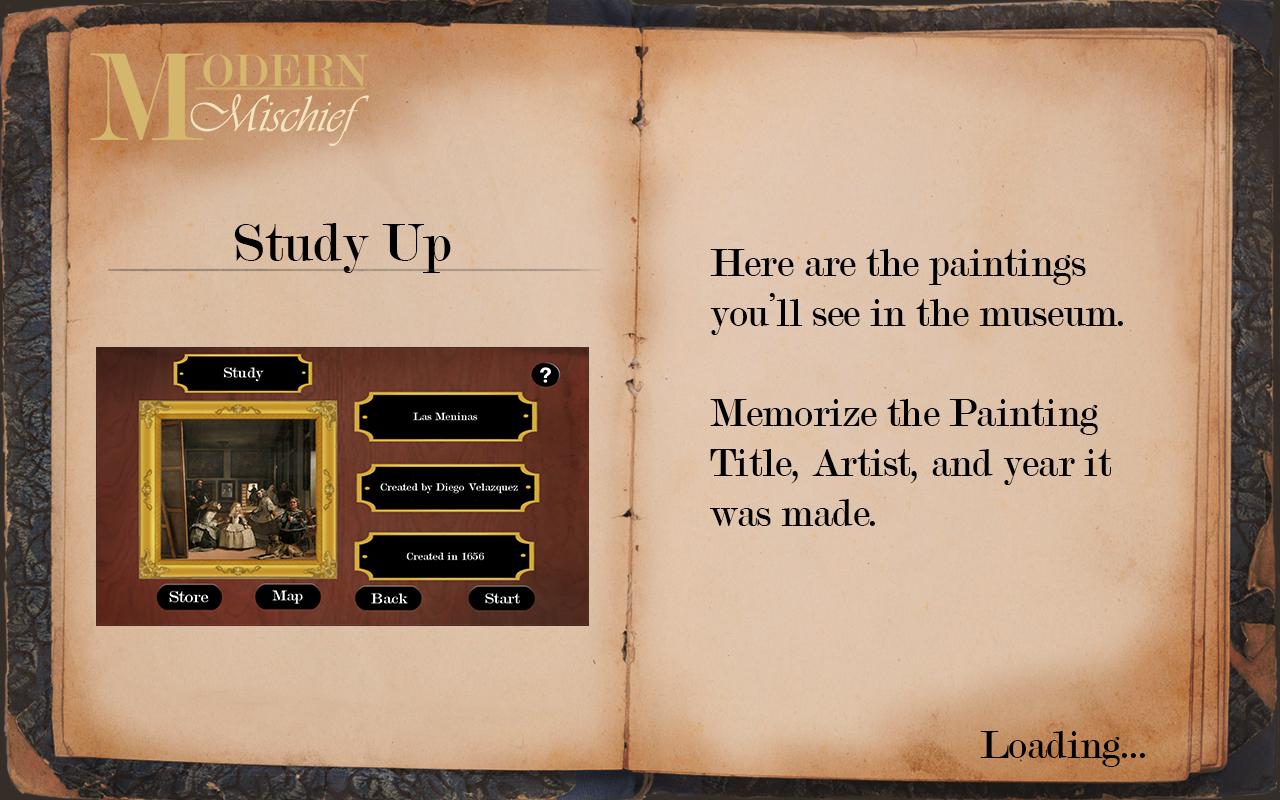 MODERN
Mischief
Study Up
Study
?
Las Meninas
Created by Diego Velazquez
Created in 1656
Store
Map
Back
Start
Here are the paintings
you'll see in the museum.
Memorize the Painting
Title, Artist, and year it
was made.
Loading...